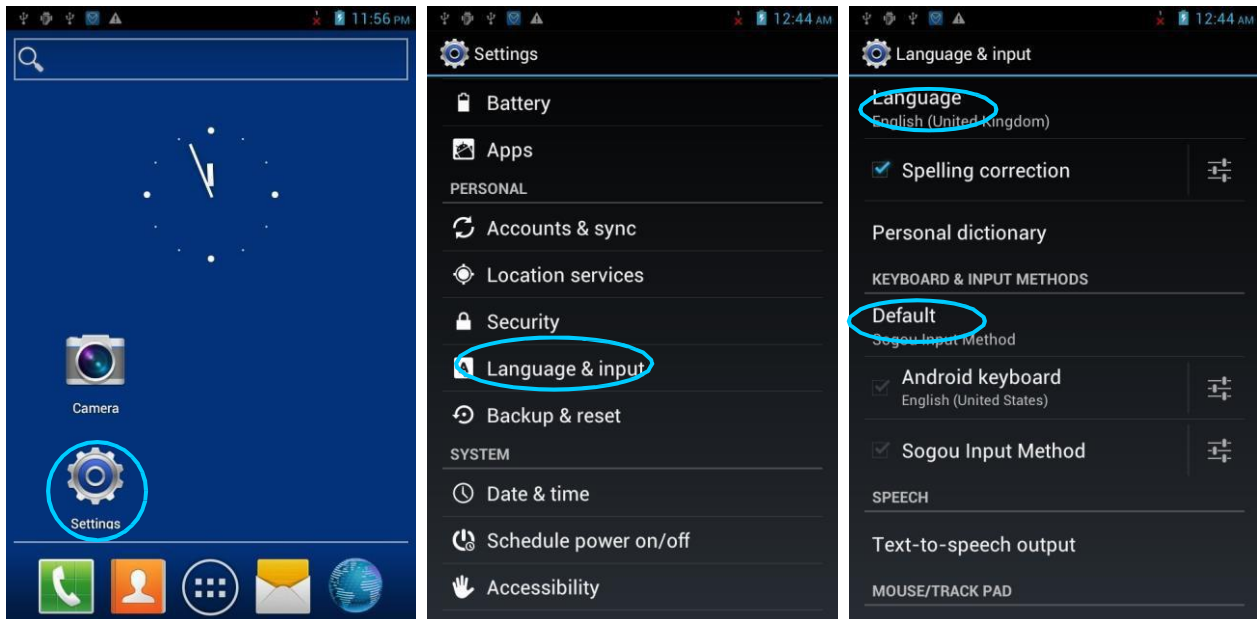 11:56 PM
Camera
Settings
12:44 AM
Settings
Battery
Apps
PERSONAL
Accounts & sync
Location services
Security
Language & input
Backup & reset
SYSTEM
Date & time
Schedule power on/off
Accessibility
12:44 AM
Language & input
Language
English (United Kingdom)
Spelling correction
Personal dictionary
KEYBOARD & INPUT METHODS
Default
Sogou Input Method
Android keyboard
English (United States)
Sogou Input Method
SPEECH
Text-to-speech output
MOUSE/TRACK PAD